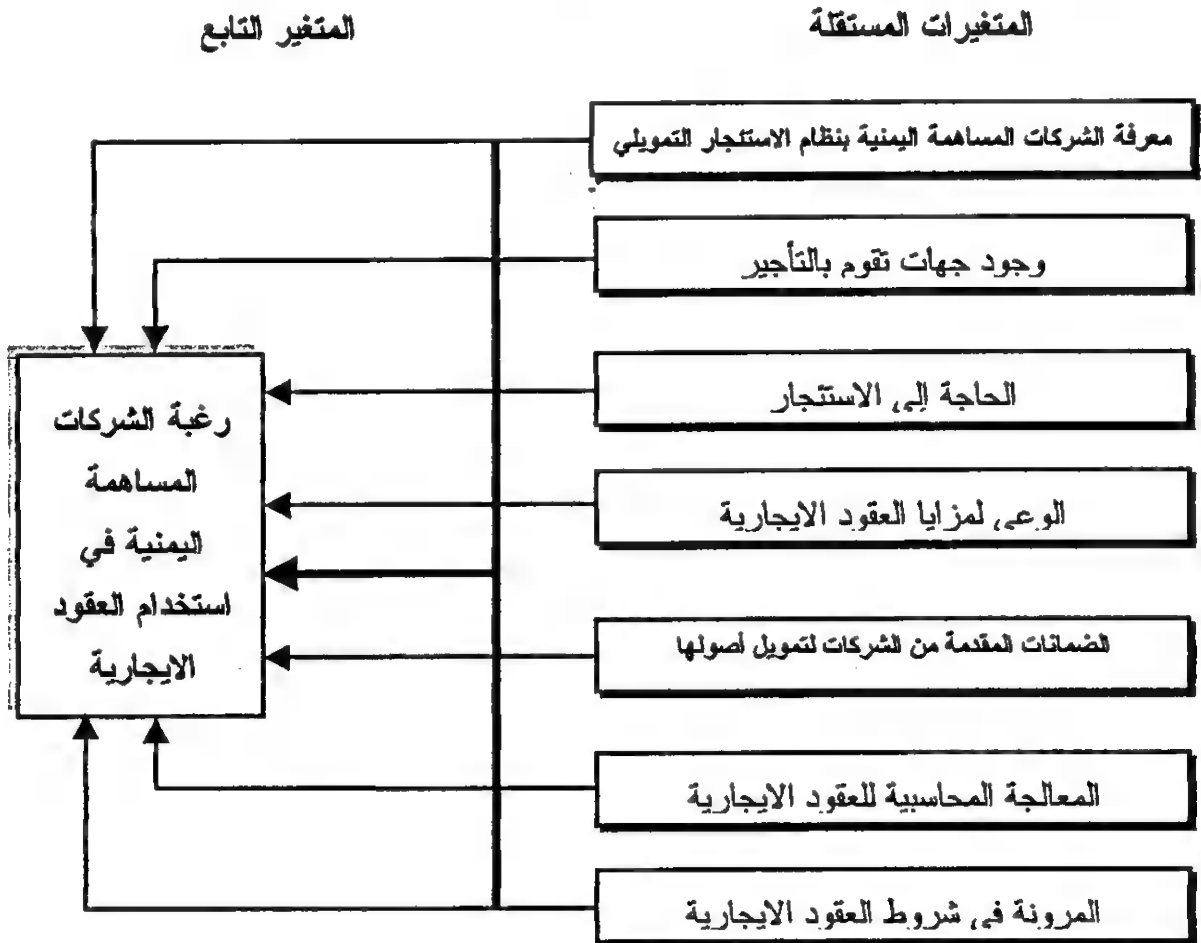 المتغيرات المستقلة
المتغير التابع
معرفة الشركات المساهمة اليمنية بنظام الاستئجار التمويلي
وجود جهات تقوم بالتأجير
الحاجة إلى الاستئجار
الوعي لمزايا العقود الايجارية
الضمانات المقدمة من الشركات لتمويل أصولها
المعالجة المحاسبية للعقود الايجارية
المرونة في شروط العقود الايجارية
رغبة الشركات
المساهمة
اليمنية في
استخدام العقود
الايجارية